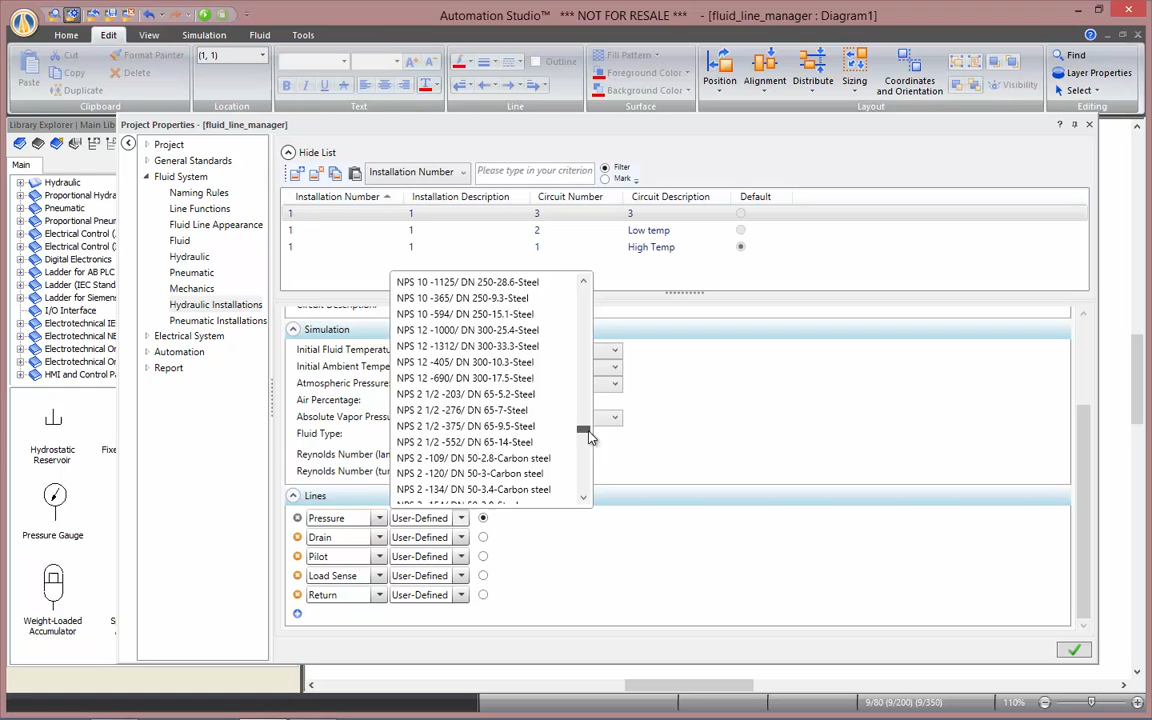 Automation Studio™ *** NOT FOR RESALE *** - [fluid_line_manager : Diagram1]
Home Edit View Simulation Fluid Tools
Paste
Cut
Copy
Duplicate
Format Painter
Delete
Clipboard
(1, 1)
Location
Text
Outline
Line
Fill Pattern
Foreground Color
Background Color
Surface
Position
Alignment
Distribute
Sizing
Coordinates
and Orientation
Visibility
Layout
Find
Layer Properties
Select
Editing
Library Explorer | Main Lib
Main
Hydraulic
Proportional Hydra
Pneumatic
Proportional Pneur
Electrical Control (A
Electrical Control (I
Digital Electronics
Ladder for AB PLC
Ladder (IEC Standa
Ladder for Siemens
I/O Interface
Electrotechnical IE
Electrotechnical NE
Electrotechnical O
HMI and Control Pa
Hydrostatic
Reservoir
Fixe
Pressure Gauge
Weight-Loaded
Accumulator
Project Properties - [fluid_line_manager]
Project
General Standards
Fluid System
Naming Rules
Line Functions
Fluid Line Appearance
Fluid
Hydraulic
Pneumatic
Mechanics
Hydraulic Installations
Pneumatic Installations
Electrical System
Automation
Report
Hide List
Installation Number
Please type in your criterion
Filter
Mark
Installation Number Installation Description Circuit Number Circuit Description Default
1 1 3 3
1 1 2 Low temp
1 1 1 High Temp
Simulation
Initial Fluid Temperatu
Initial Ambient Tempe
Atmospheric Pressure:
Air Percentage:
Absolute Vapor Pressu
Fluid Type:
Reynolds Number (lan
Reynolds Number (tur
NPS 10 -1125/ DN 250-28.6-Steel
NPS 10 -365/ DN 250-9.3-Steel
NPS 10 -594/ DN 250-15.1-Steel
NPS 12 -1000/ DN 300-25.4-Steel
NPS 12 -1312/ DN 300-33.3-Steel
NPS 12 -405/ DN 300-10.3-Steel
NPS 12 -690/ DN 300-17.5-Steel
NPS 2 1/2 -203/ DN 65-5.2-Steel
NPS 2 1/2 -276/ DN 65-7-Steel
NPS 2 1/2 -375/ DN 65-9.5-Steel
NPS 2 1/2 -552/ DN 65-14-Steel
NPS 2 -109/ DN 50-2.8-Carbon steel
NPS 2 -120/ DN 50-3-Carbon steel
NPS 2 -134/ DN 50-3.4-Carbon steel
Lines
Pressure User-Defined
Drain User-Defined
Pilot User-Defined
Load Sense User-Defined
Return User-Defined
9/80 (9/200) (9/350) 110%